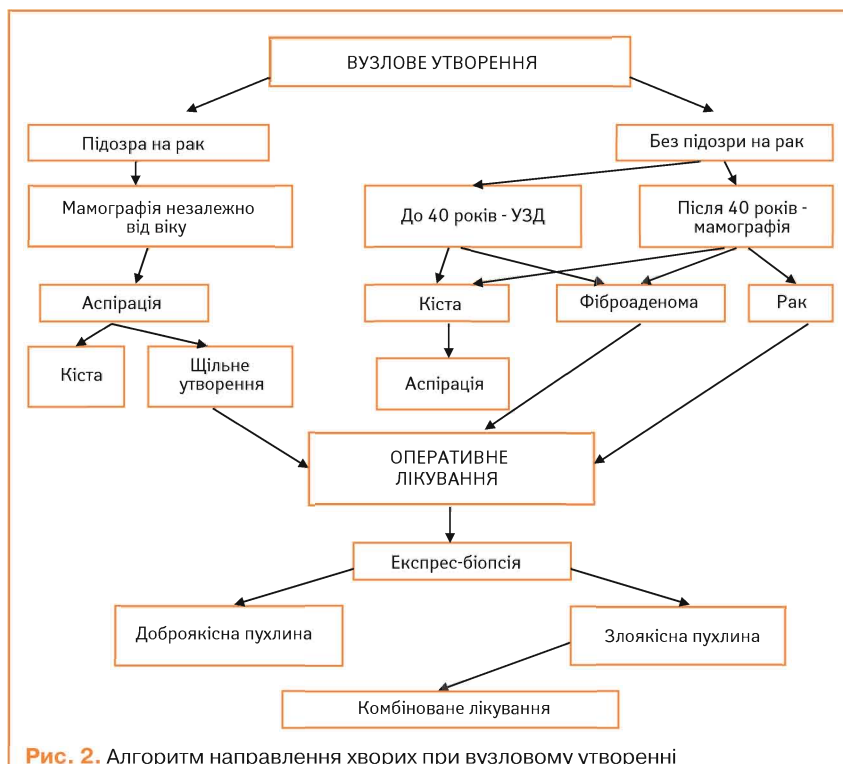 ВУЗЛОВЕ УТВОРЕННЯ
Підозра на рак
Без підозри на рак
Мамографія незалежно
від віку
До 40 років - УЗД
Після 40 років -
мамографія
Аспірація
Кіста
Фіброаденома
Рак
Кіста
Щільне
утворення
Аспірація
ОПЕРАТИВНЕ
ЛІКУВАННЯ
Експрес-біопсія
Доброякісна пухлина
Злоякісна пухлина
Комбіноване лікування
Рис. 2. Алгоритм направлення хворих при вузловому утворенні